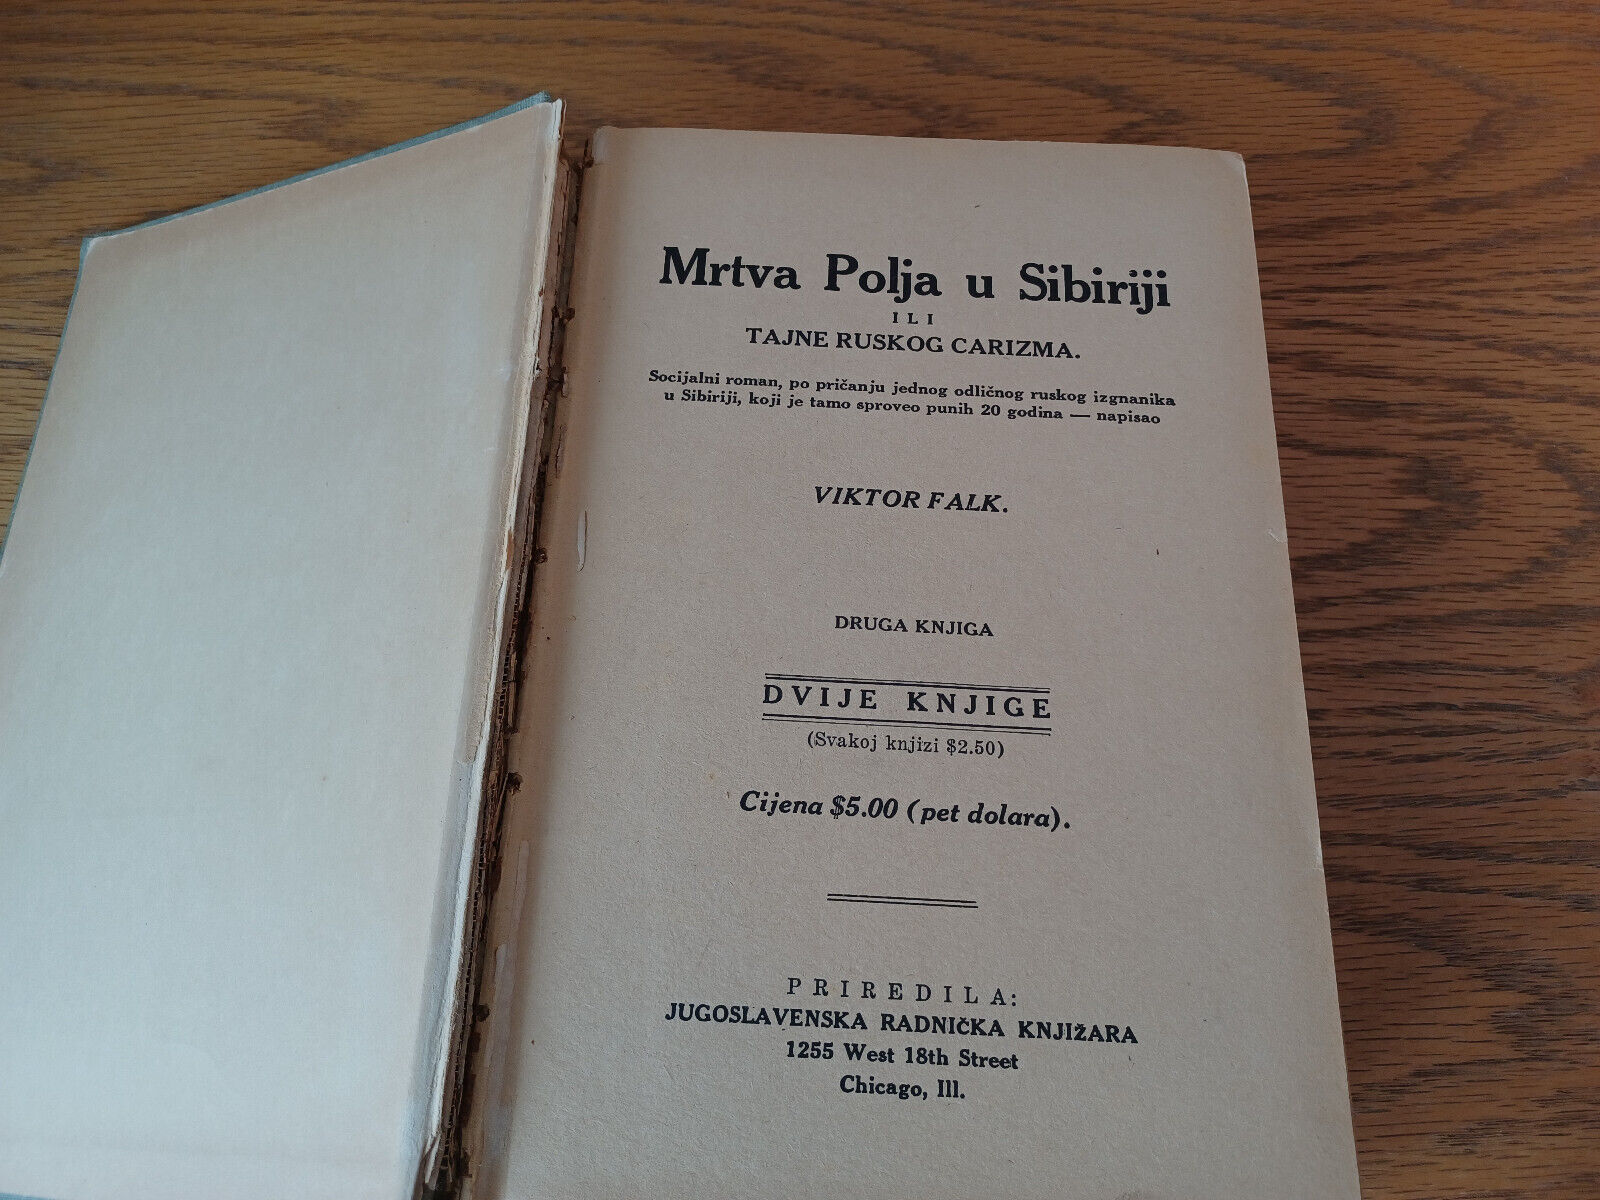 Mrtva Polja u Sibiriji
ILI
TAJNE RUSKOG CARIZMA.
Socijalni roman, po pričanju jednog odličnog ruskog izgnanika
u Sibiriji, koji je tamo sproveo punih 20 godina — napisao
VIKTOR FALK.
DRUGA KNJIGA
DVIJE KNJIGE
(Svakoj knjizi $2.50)
Cijena $5.00 (pet dolara).
PRIREDILA:
JUGOSLAVENSKA RADNIČKA KNJIŽARA
1255 West 18th Street
Chicago, Ill.